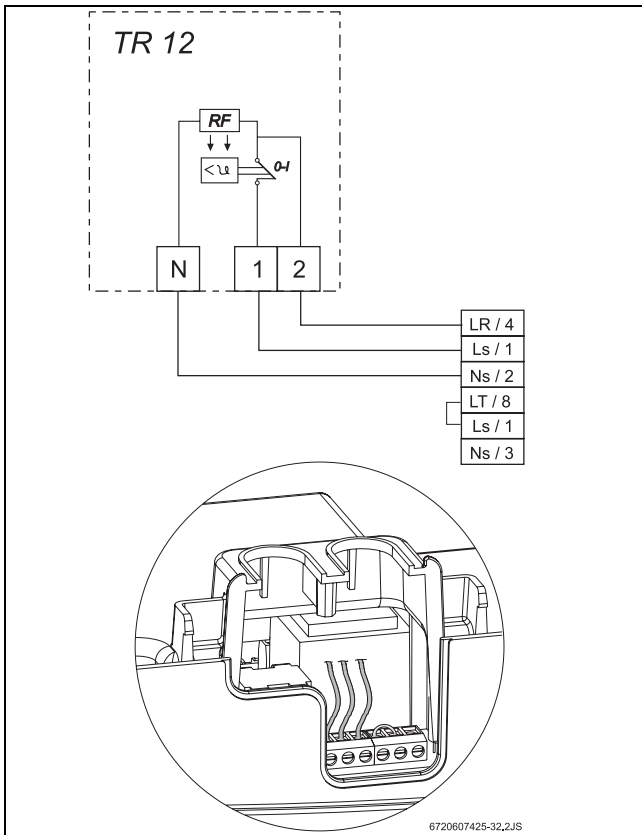 TR 12
RF
<ϑ
0-I
N 1 2
LR / 4
Ls / 1
Ns / 2
LT / 8
Ls / 1
Ns / 3
6720607425-32.2JS